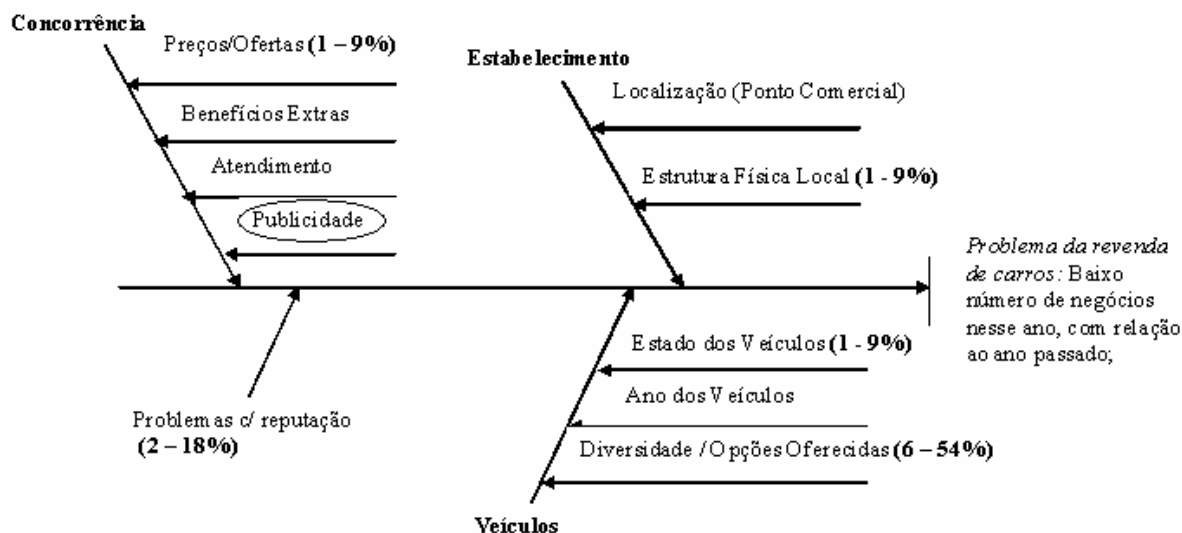 Concorrência
Preços/Ofertas (1 – 9%)
Benefícios Extras
Atendimento
Publicidade
Estabelecimento
Localização (Ponto Comercial)
Estrutura Física Local (1 - 9%)
Problema da revenda
de carros: Baixo
número de negócios
nesse ano, com relação
ao ano passado;
Problemas c/ reputação
(2 – 18%)
Estado dos Veículos (1 - 9%)
Ano dos Veículos
Diversidade / Opções Oferecidas (6 – 54%)
Veículos